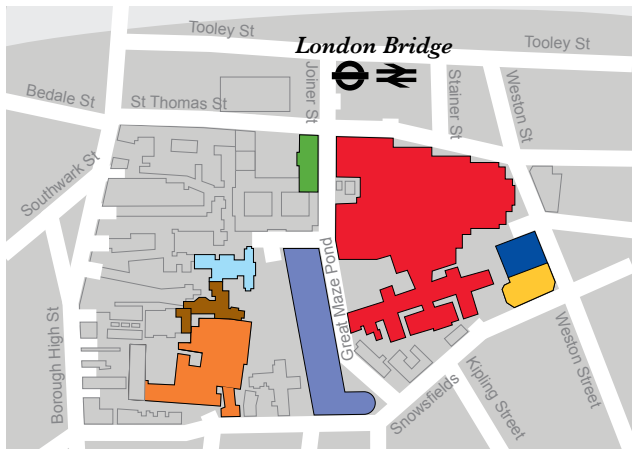 Tooley St
London Bridge
Tooley St
Bedale St
St Thomas St
Joiner St
Stainer St
Weston St
Southwark St
Great Maze Pond
Borough High St
Snowsfields
Kipling Street
Weston Street